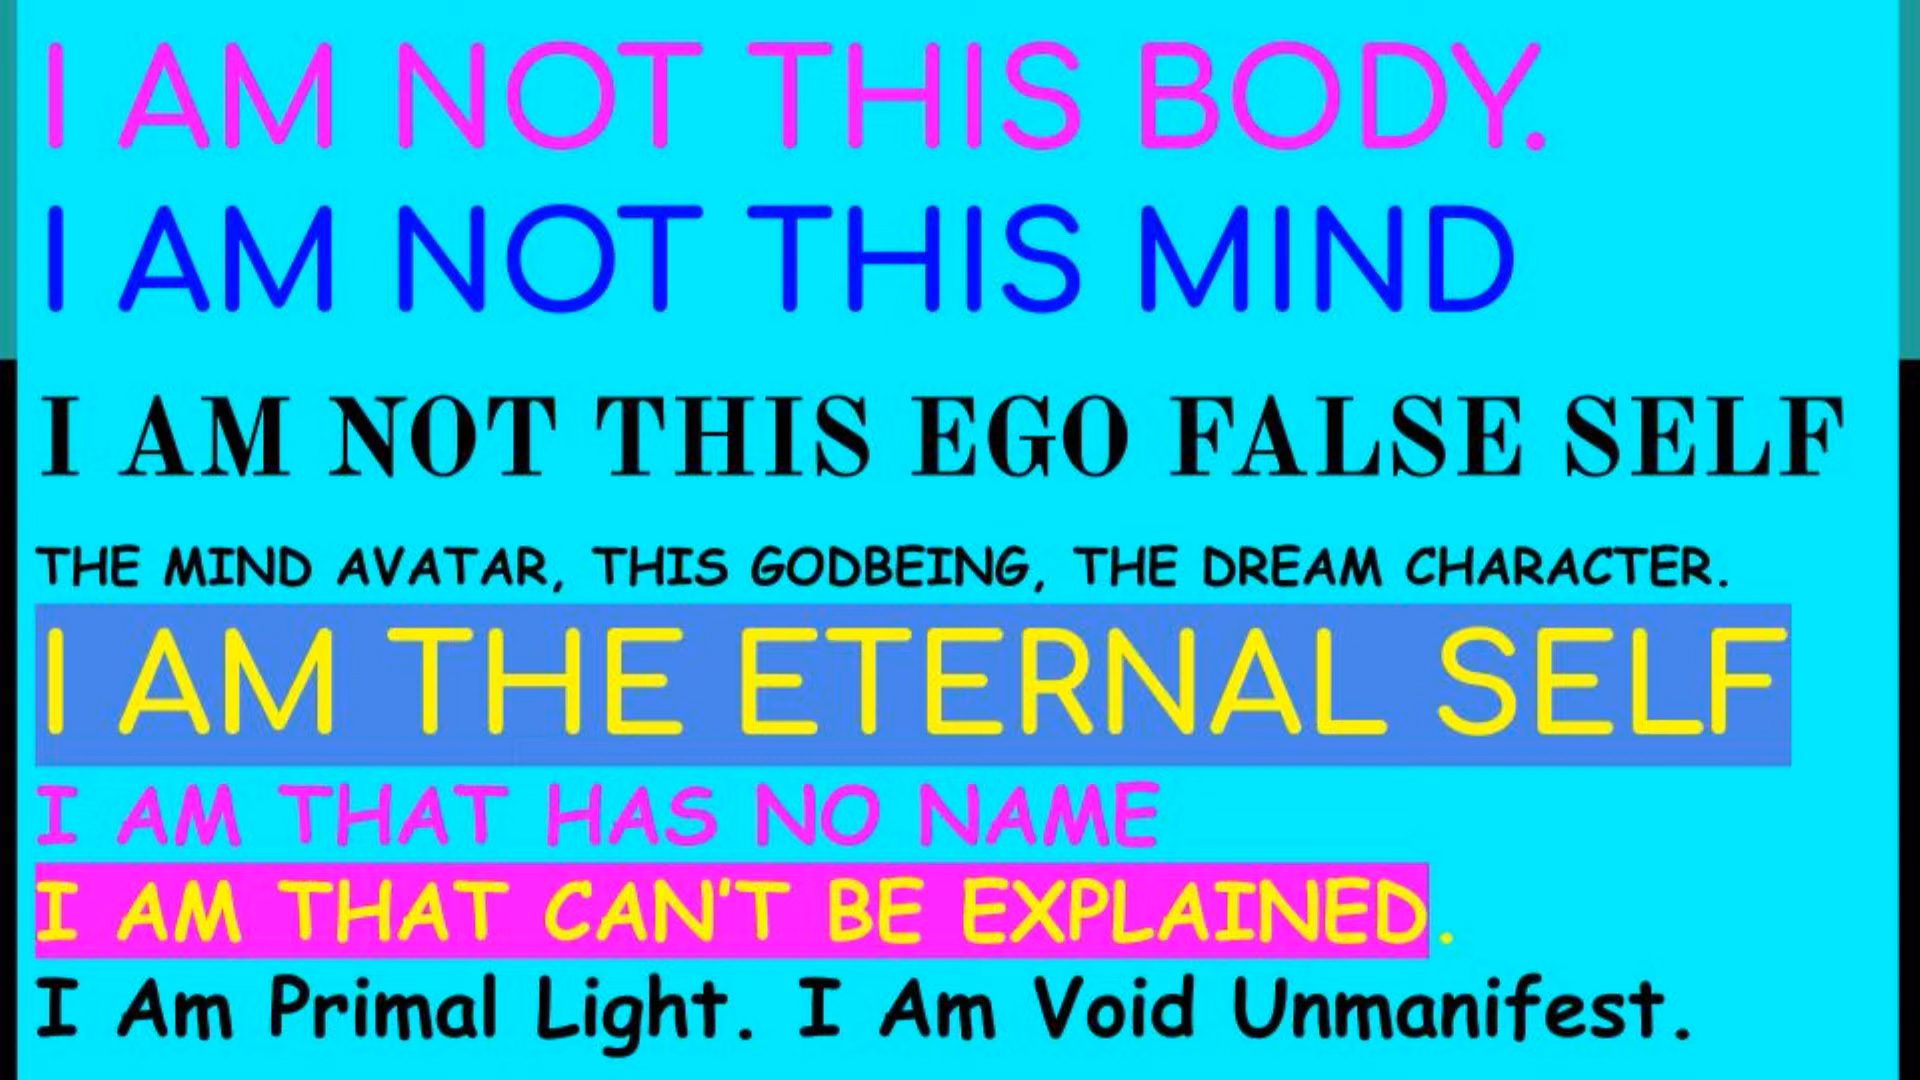 I AM NOT THIS BODY.
I AM NOT THIS MIND
I AM NOT THIS EGO FALSE SELF
THE MIND AVATAR, THIS GODBEING, THE DREAM CHARACTER.
I AM THE ETERNAL SELF
I AM THAT HAS NO NAME
I AM THAT CAN'T BE EXPLAINED.
I Am Primal Light. I Am Void Unmanifest.